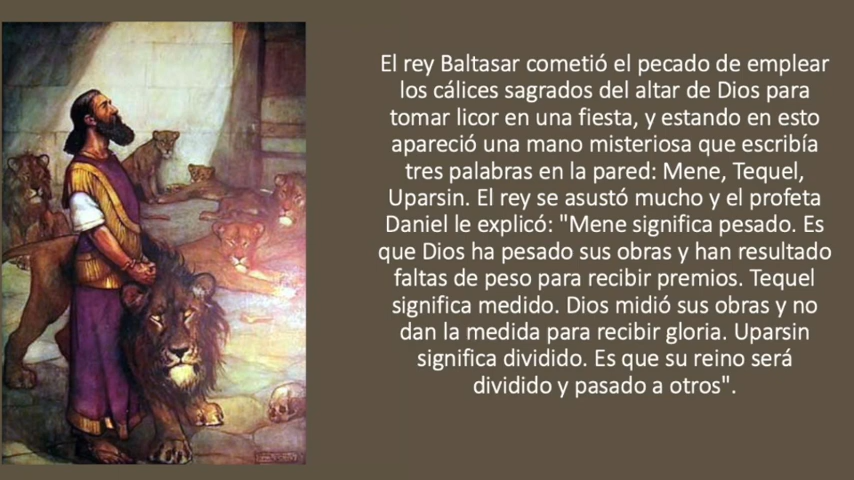 El rey Baltasar cometió el pecado de emplear
los cálices sagrados del altar de Dios para
tomar licor en una fiesta, y estando en esto
apareció una mano misteriosa que escribía
tres palabras en la pared: Mene, Tequel,
Uparsin. El rey se asustó mucho y el profeta
Daniel le explicó: "Mene significa pesado. Es
que Dios ha pesado sus obras y han resultado
faltas de peso para recibir premios. Tequel
significa medido. Dios midió sus obras y no
dan la medida para recibir gloria. Uparsin
significa dividido. Es que su reino será
dividido y pasado a otros".